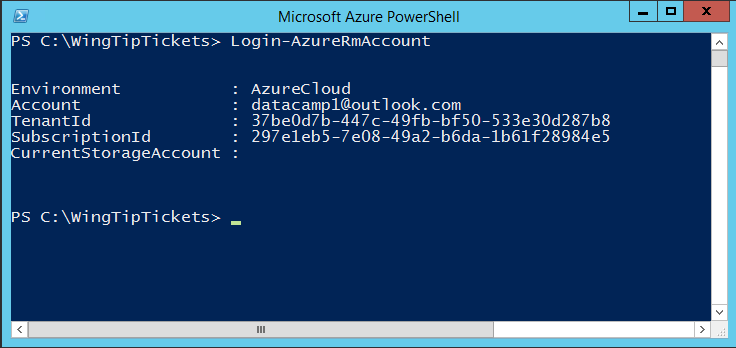 Microsoft Azure PowerShell
PS C:\WingTipTickets> Login-AzureRmAccount
Environment : AzureCloud
Account : datacamp1@outlook.com
TenantId : 37be0d7b-447c-49fb-bf50-533e30d287b8
SubscriptionId : 297e1eb5-7e08-49a2-b6da-1b61f28984e5
CurrentStorageAccount :
PS C:\WingTipTickets>